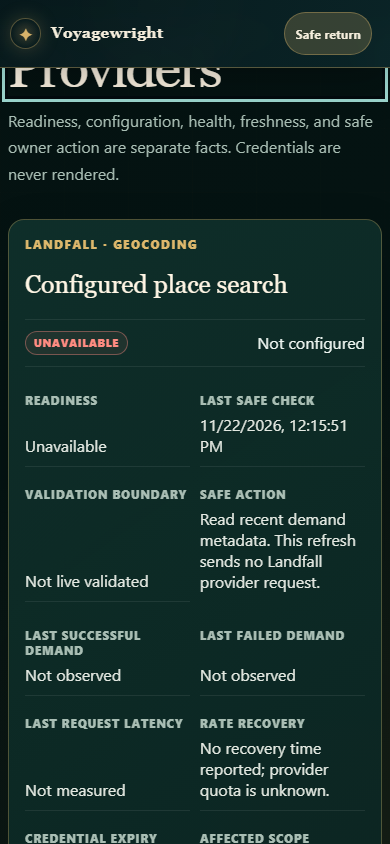 Voyagewright
Safe return
Providers
Readiness, configuration, health, freshness, and safe
owner action are separate facts. Credentials are
never rendered.
LANDFALL · GEOCODING
Configured place search
UNAVAILABLE
Not configured
READINESS
Unavailable
LAST SAFE CHECK
11/22/2026, 12:15:51
PM
VALIDATION BOUNDARY
Not live validated
SAFE ACTION
Read recent demand
metadata. This refresh
sends no Landfall
provider request.
LAST SUCCESSFUL
DEMAND
Not observed
LAST FAILED DEMAND
Not observed
LAST REQUEST LATENCY
Not measured
RATE RECOVERY
No recovery time
reported; provider
quota is unknown.
CREDENTIAL EXPIRY
AFFECTED SCOPE